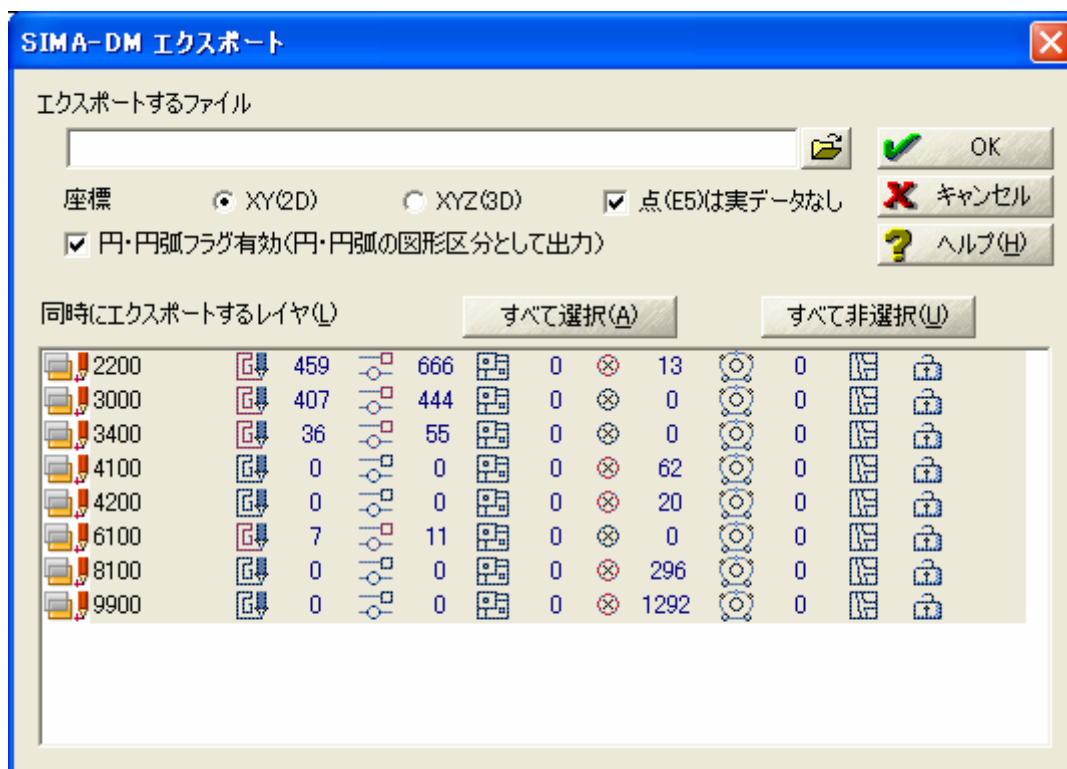 SIMA-DM エクスポート
エクスポートするファイル
OK
座標 XY(2D) XYZ(3D) 点(E5)は実データなし キャンセル
円・円弧フラグ有効(円・円弧の図形区分として出力) ヘルプ(H)
同時にエクスポートするレイヤ(L) すべて選択(A) すべて非選択(U)
2200 459 666 0 13 0
3000 407 444 0 0 0
3400 36 55 0 0 0
4100 0 0 0 62 0
4200 0 0 0 20 0
6100 7 11 0 0 0
8100 0 0 0 296 0
9900 0 0 0 1292 0